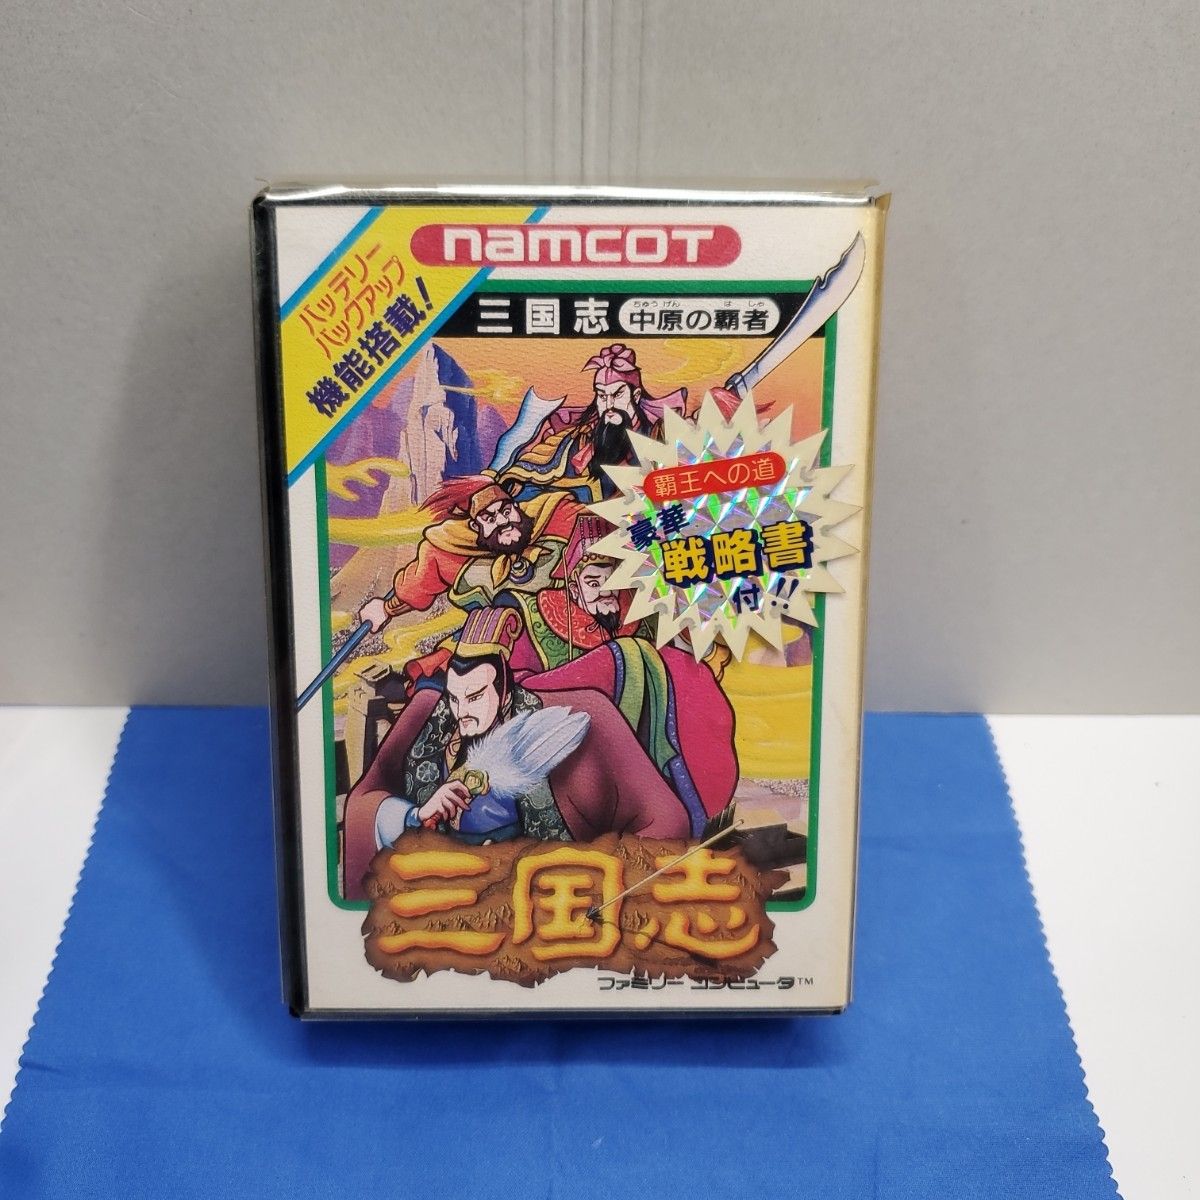 バッテリー
バックアップ
機能搭載!
namcot
三国志 中原の覇者
ちゅうげん はしゃ
覇王への道
豪華
戦略書
付!!
三国志
ファミリー コンピュータ™